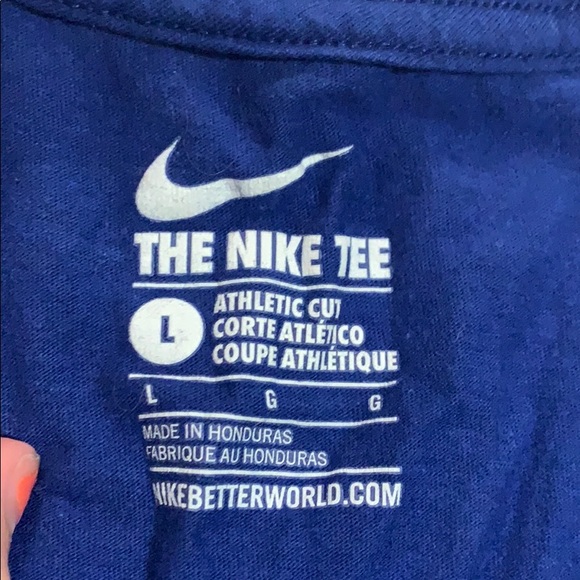 THE NIKE TEE
L
ATHLETIC CUT
CORTE ATLÉTICO
COUPE ATHLÉTIQUE
L G G
MADE IN HONDURAS
FABRIQUE AU HONDURAS
NIKEBETTERWORLD.COM